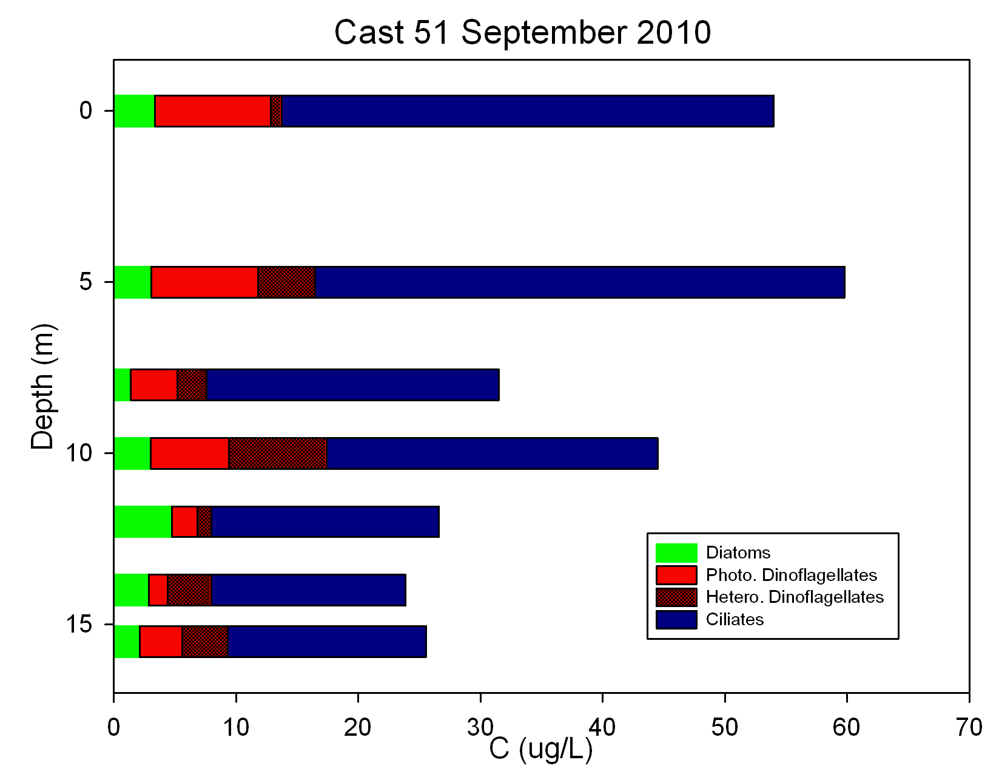 Cast 51 September 2010
Depth (m)
0
5
10
15
Diatoms
Photo. Dinoflagellates
Hetero. Dinoflagellates
Ciliates
0 10 20 30 40 50 60 70
C (ug/L)